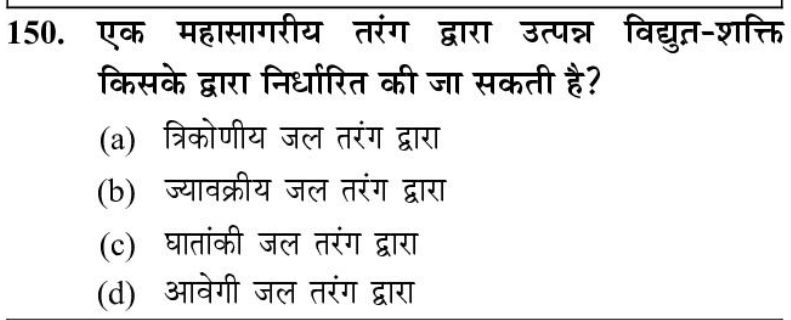 150. एक महासागरीय तरंग द्वारा उत्पन्न विद्युत-शक्ति
किसके द्वारा निर्धारित की जा सकती है?
(a) त्रिकोणीय जल तरंग द्वारा
(b) ज्यावक्रीय जल तरंग द्वारा
(c) घातांकी जल तरंग द्वारा
(d) आवेगी जल तरंग द्वारा